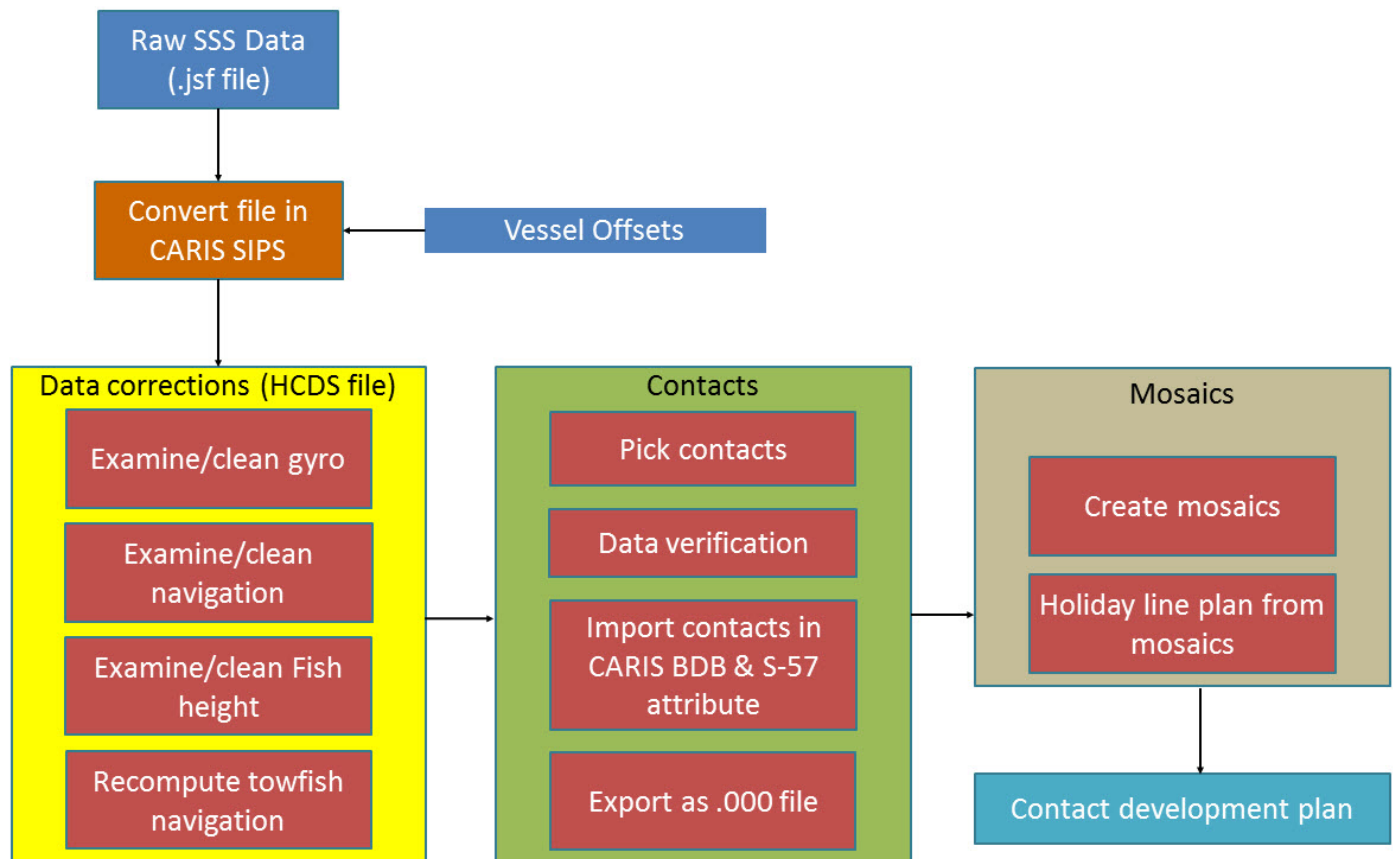 Raw SSS Data
(.jsf file)
Convert file in
CARIS SIPS
Vessel Offsets
Data corrections (HCDS file)
Examine/clean gyro
Examine/clean
navigation
Examine/clean Fish
height
Recompute towfish
navigation
Contacts
Pick contacts
Data verification
Import contacts in
CARIS BDB & S-57
attribute
Export as .000 file
Mosaics
Create mosaics
Holiday line plan from
mosaics
Contact development plan